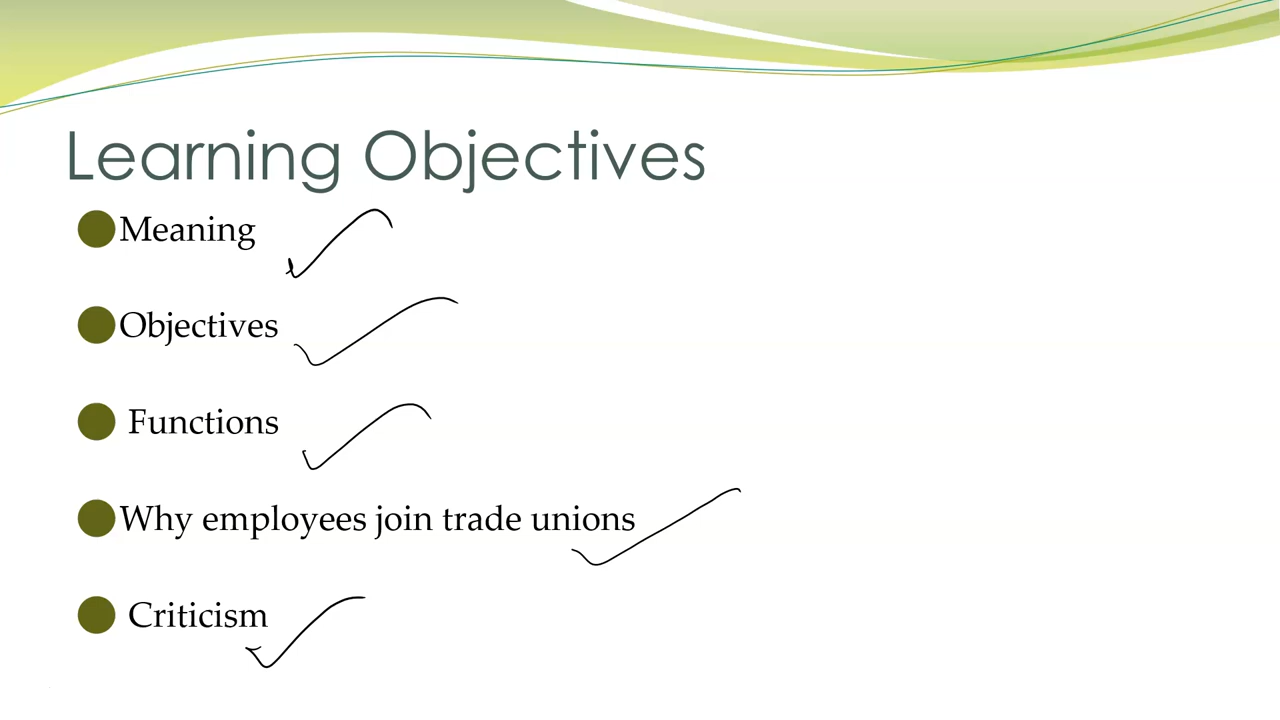 Learning Objectives
Meaning
Objectives
Functions
Why employees join trade unions
Criticism